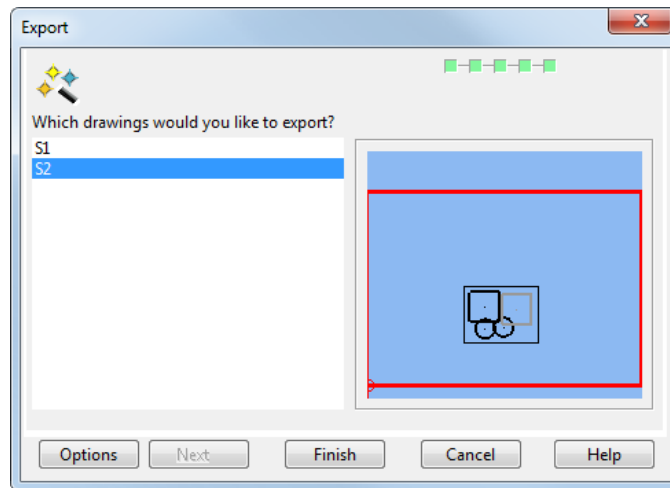 Export
Which drawings would you like to export?
S1
S2
Options Next Finish Cancel Help